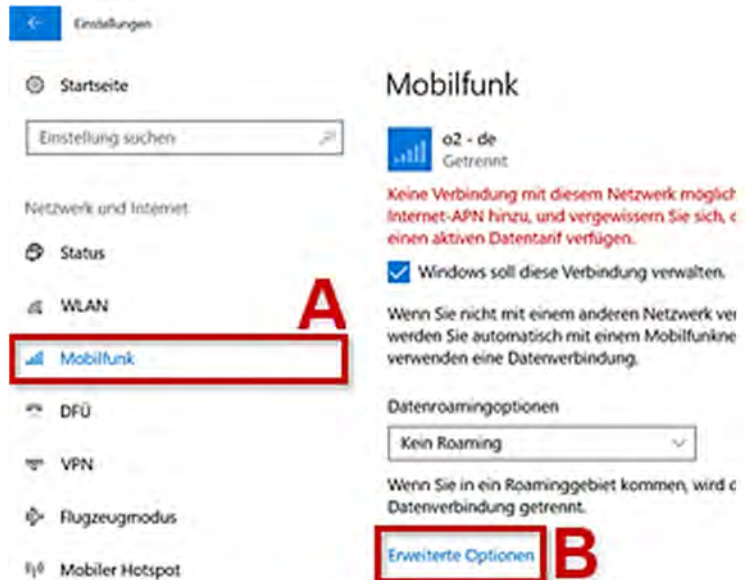 Einstellungen
Startseite
Einstellung suchen
Netzwerk und Internet
Status
WLAN
A
Mobilfunk
DFÜ
VPN
Flugzeugmodus
Mobiler Hotspot
Mobilfunk
o2 - de
Getrennt
Keine Verbindung mit diesem Netzwerk möglich
Internet-APN hinzu, und vergewissern Sie sich, d
einen aktiven Datentarif verfügen.
Windows soll diese Verbindung verwalten.
Wenn Sie nicht mit einem anderen Netzwerk ver
werden Sie automatisch mit einem Mobilfunkne
verwenden eine Datenverbindung.
Datenroamingoptionen
Kein Roaming
Wenn Sie in ein Roaminggebiet kommen, wird d
Datenverbindung getrennt.
Erweiterte Optionen
B